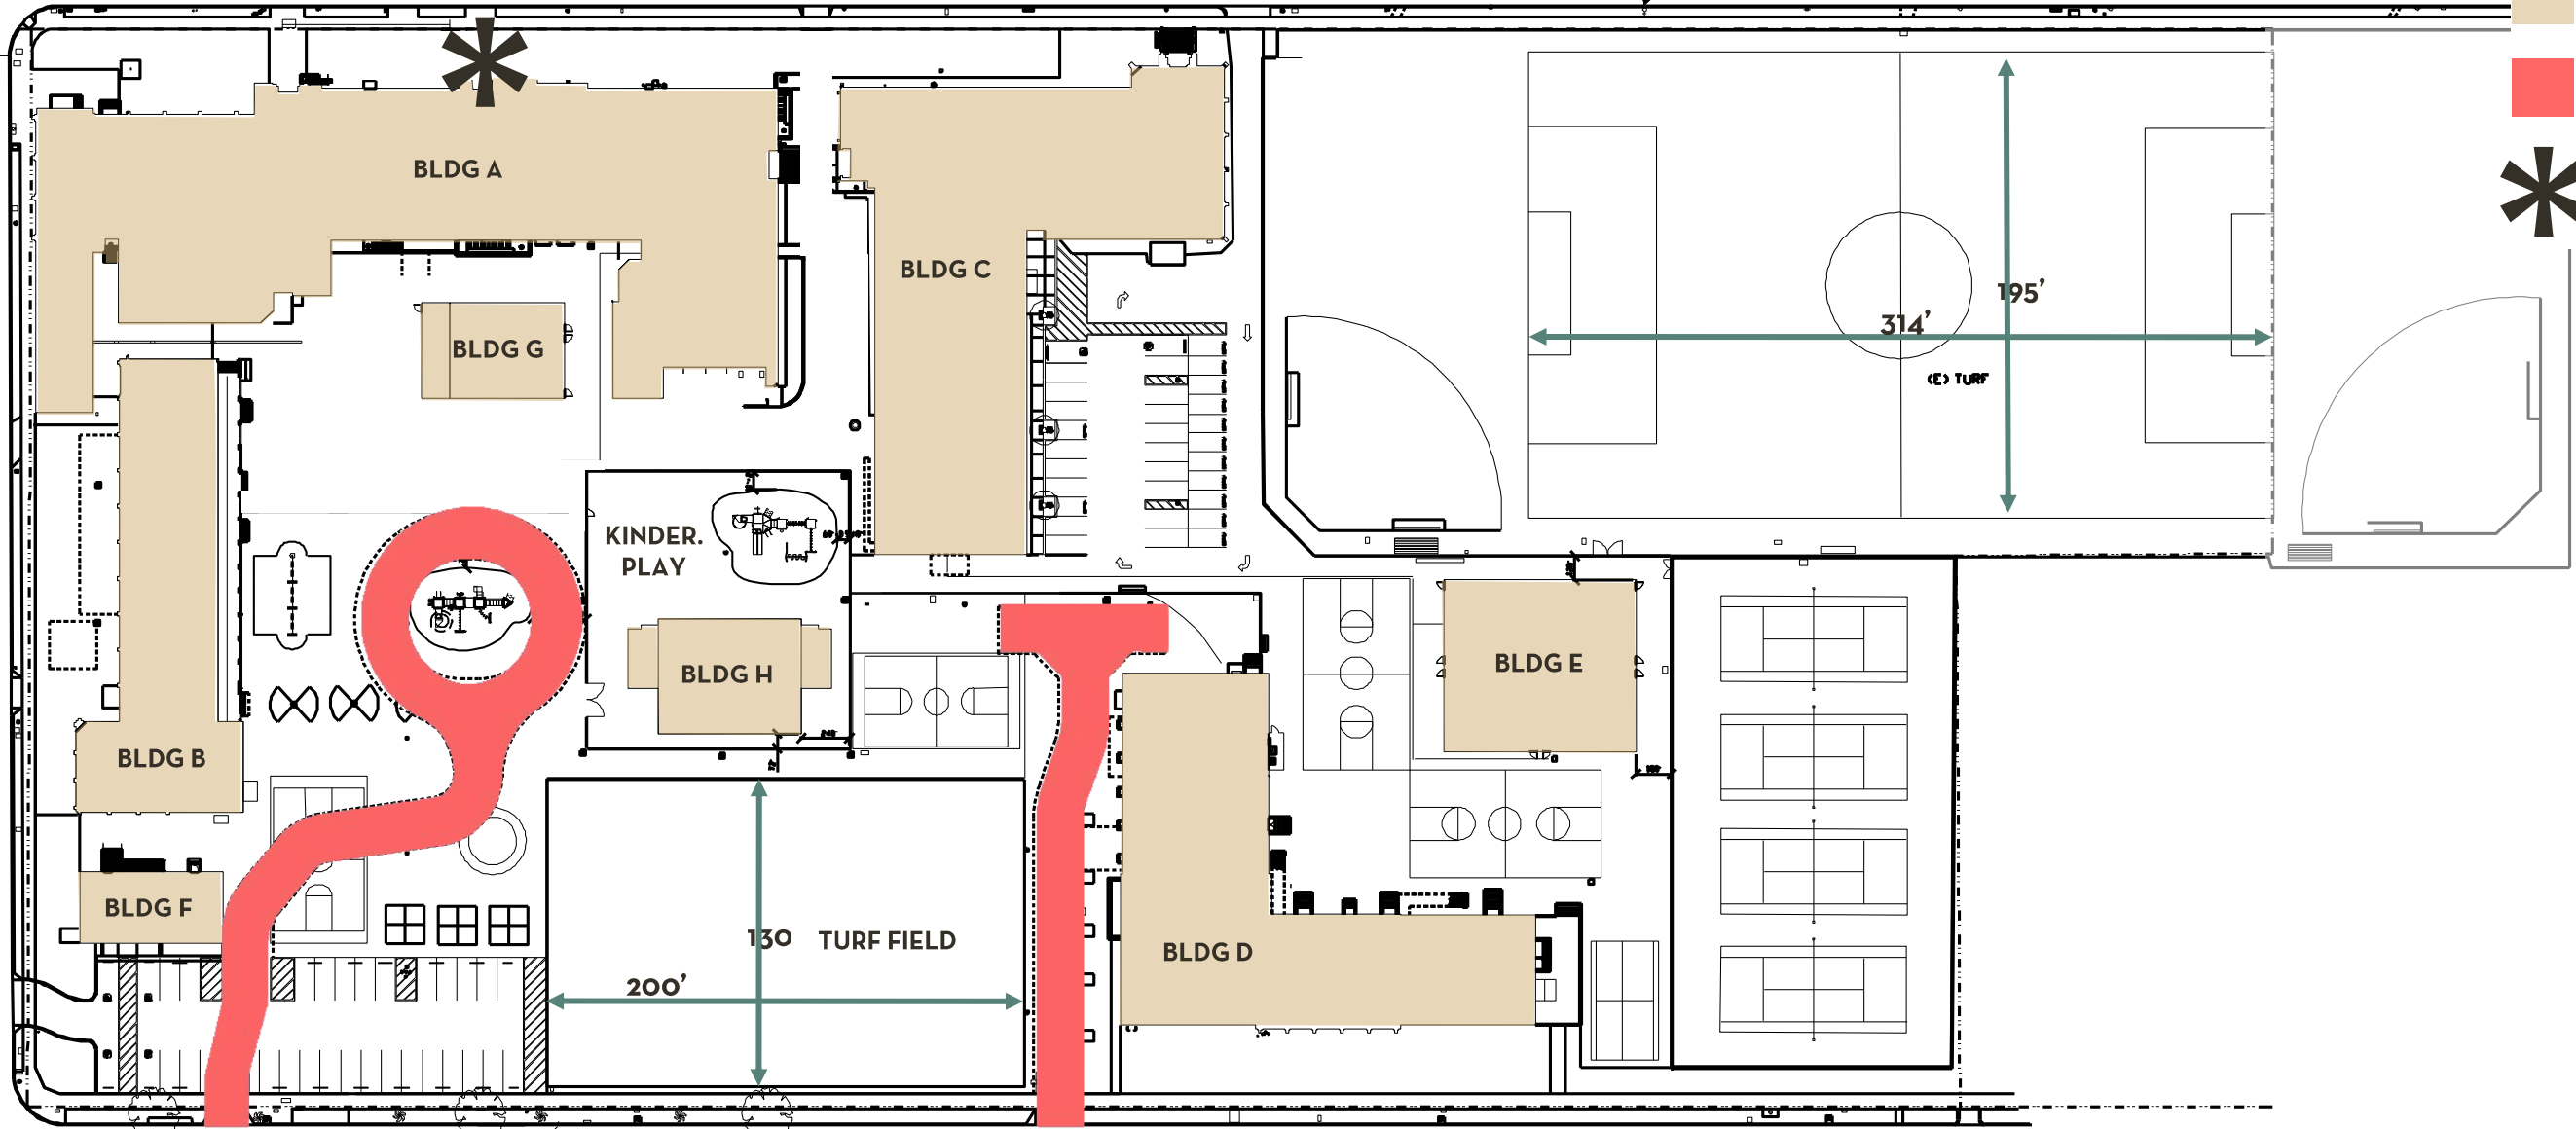 BLDG A
BLDG C
195’
314’
BLDG G
(E) TURF
KINDER.
PLAY
BLDG H
BLDG E
BLDG B
BLDG F
130
TURF FIELD
BLDG D
200’